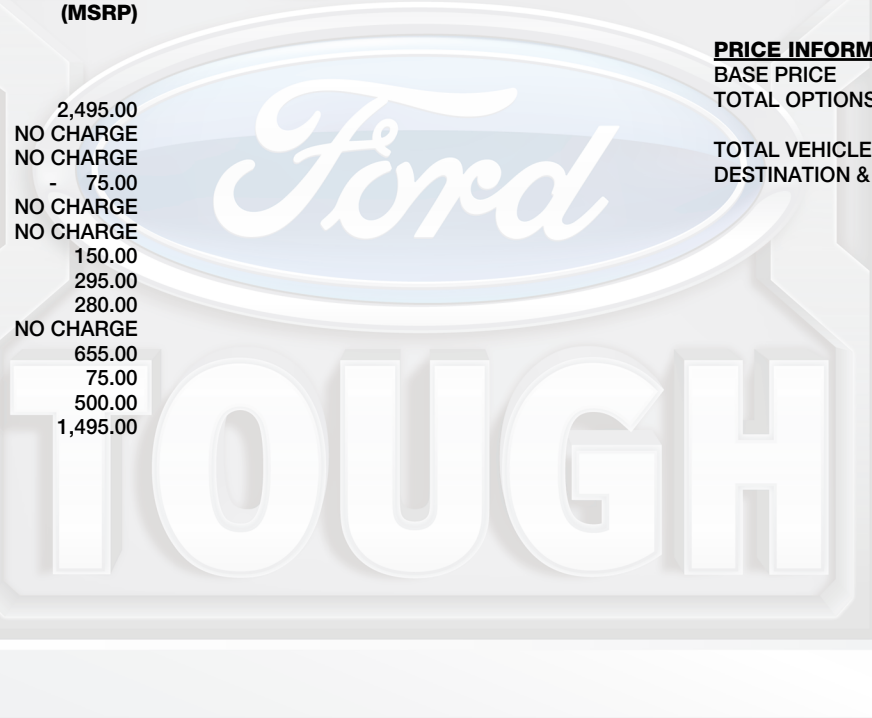 (MSRP)
2,495.00
NO CHARGE
NO CHARGE
- 75.00
NO CHARGE
NO CHARGE
150.00
295.00
280.00
NO CHARGE
655.00
75.00
500.00
1,495.00
PRICE INFORM
BASE PRICE
TOTAL OPTIONS
TOTAL VEHICLE
DESTINATION &
Ford
TOUGH